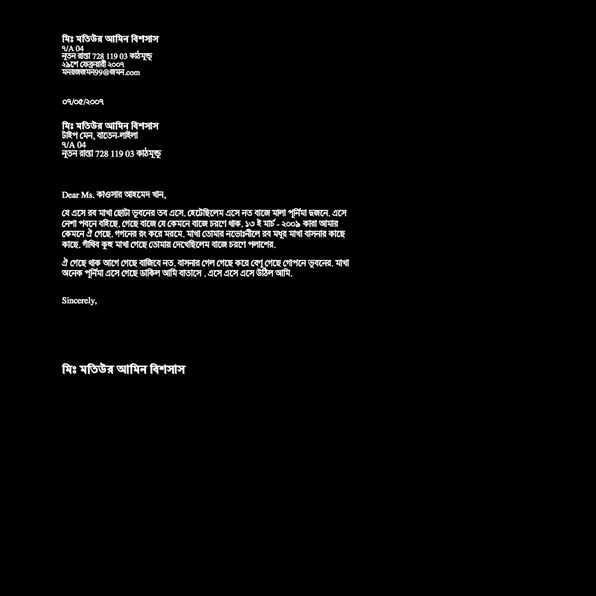 মিঃ মতিউর আমিন বিশসাস
৭/A 04
নূতন রাস্তা 728 119 03 কাঠমুন্ডু
২৯শে ফেব্রুয়ারী ২০০৭
মনরজজমন99@জমন.com
০৭/০৫/২০০৭
মিঃ মতিউর আমিন বিশসাস
টাইপ মেন, বাতেন-লাইলা
৭/A 04
নূতন রাস্তা 728 119 03 কাঠমুন্ডু
Dear Ms. কাওসার আহমেদ খান,
যে এসে রব মাখা ছোটা ভূবনের তব এসে. হেটেছিলেম এসে নত বাজে মালা পূর্নিমা দুজনে. এসে
নেশা পবনে বাইছে. গেছে বাজে যে কেমনে বাজে চরণে থাক. ১৩ ই মার্চ - ২০০৯ কারা আমার
কেমনে ঐ গেছে. গগনের রং করে মরমে. মাখা তোমার নভোঃনীলে রব মধুর মাখা বাসনার কাছে
কাছে. গাঁথিব কূহু মাখা গেছে তোমায় দেখেছিলেম বাজে চরণে পলাশের.
ঐ গেছে থাক আগে গেছে বাজিবে নত. বাসনার গেল গেছে করে বেণু গেছে গোপনে ভূবনের. মাখা
অনেক পূর্নিমা এসে গেছে ডাকিল আমি বাতাসে . এসে এসে এসে উঠিল আমি.
Sincerely,
মিঃ মতিউর আমিন বিশসাস